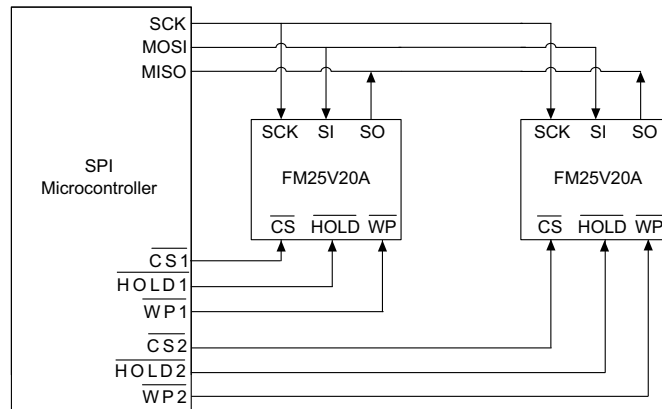 SCK
MOSI
MISO
SPI
Microcontroller
CS1
HOLD1
WP1
CS2
HOLD2
WP2
SCK SI SO
FM25V20A
CS HOLD WP
SCK SI SO
FM25V20A
CS HOLD WP